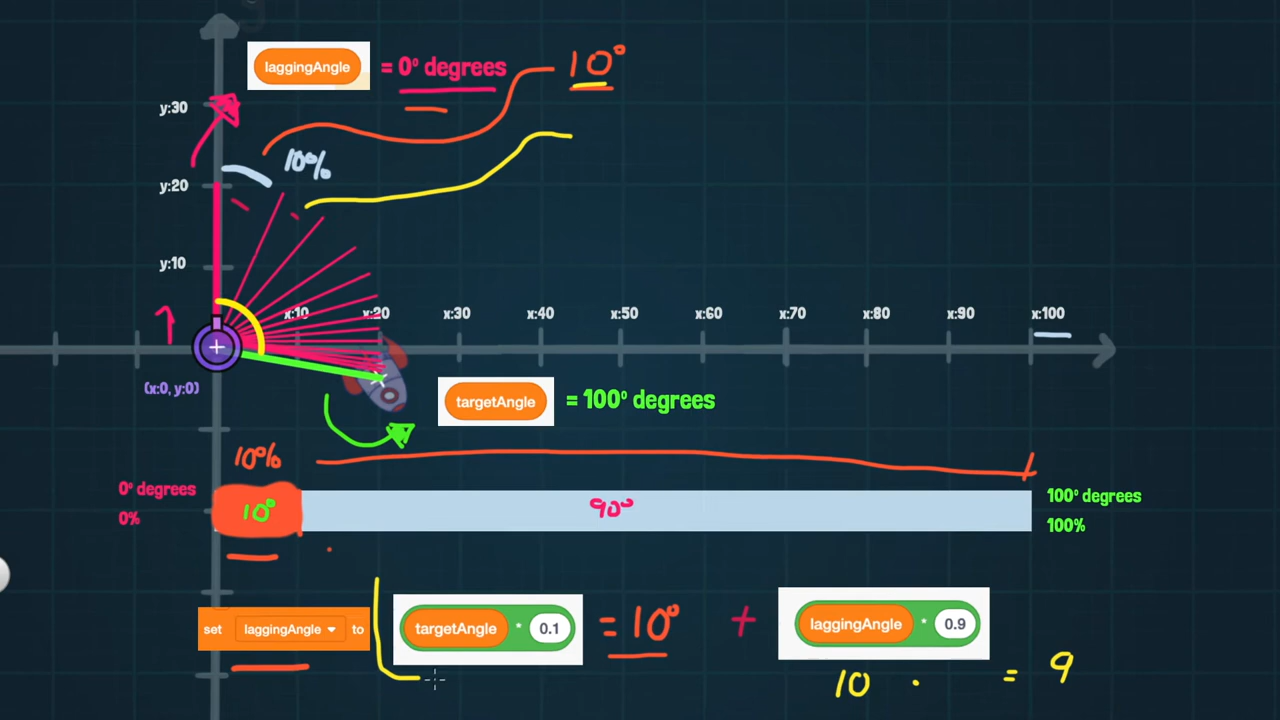 laggingAngle = 0° degrees 10°
y:30
10%
y:20
y:10
x:10 x:20 x:30 x:40 x:50 x:60 x:70 x:80 x:90 x:100
(x:0, y:0)
targetAngle = 100° degrees
10%
0° degrees
0%
10°
90°
100° degrees
100%
set laggingAngle to targetAngle * 0.1 = 10° + laggingAngle * 0.9
10 . = 9